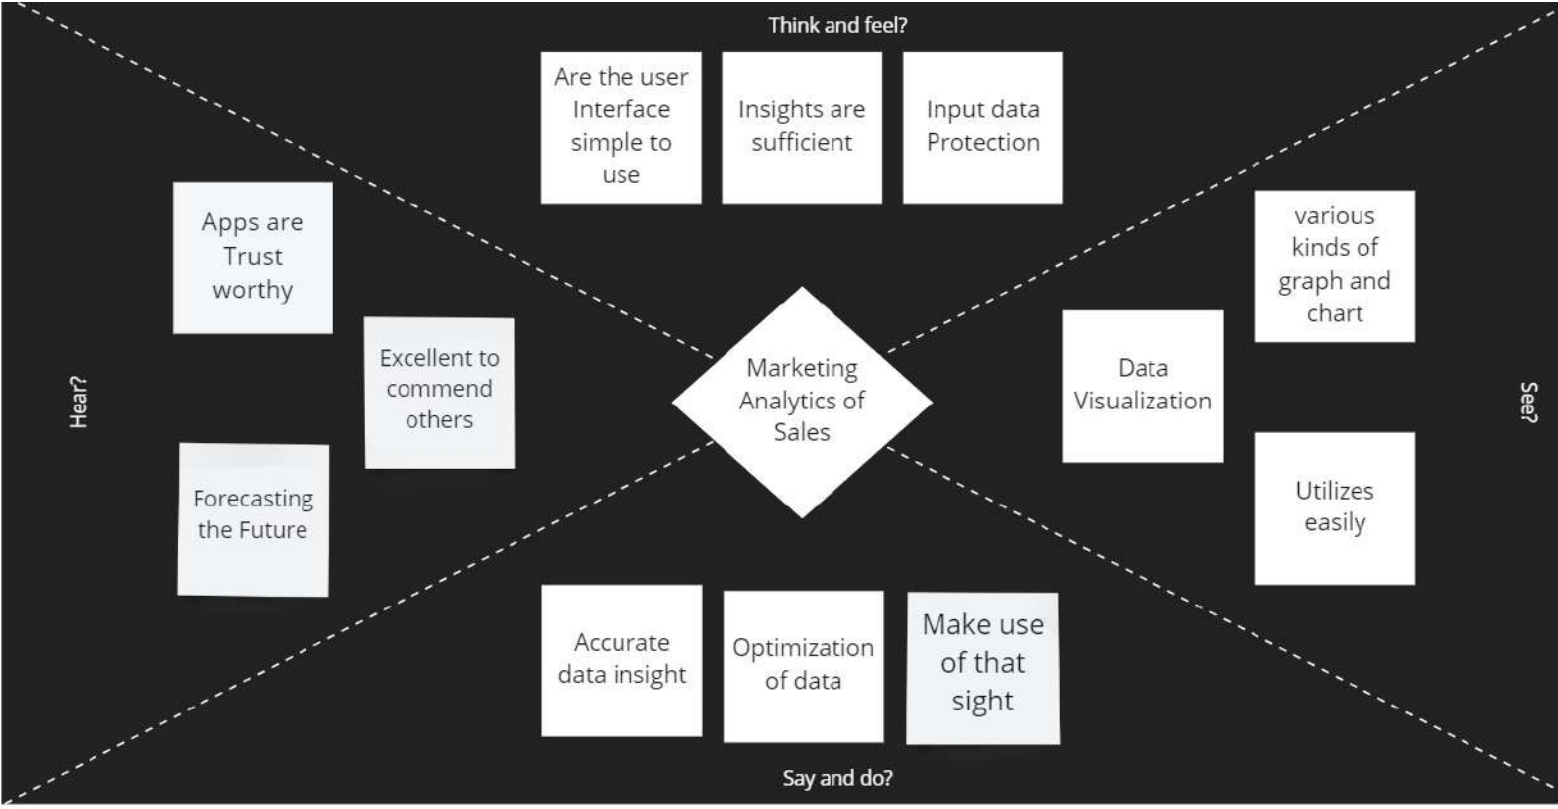 Think and feel?
Are the user
Interface
simple to
use
Insights are
sufficient
Input data
Protection
Hear?
Apps are
Trust
worthy
Excellent to
commend
others
Forecasting
the Future
Marketing
Analytics of
Sales
See?
various
kinds of
graph and
chart
Data
Visualization
Utilizes
easily
Accurate
data insight
Optimization
of data
Make use
of that
sight
Say and do?